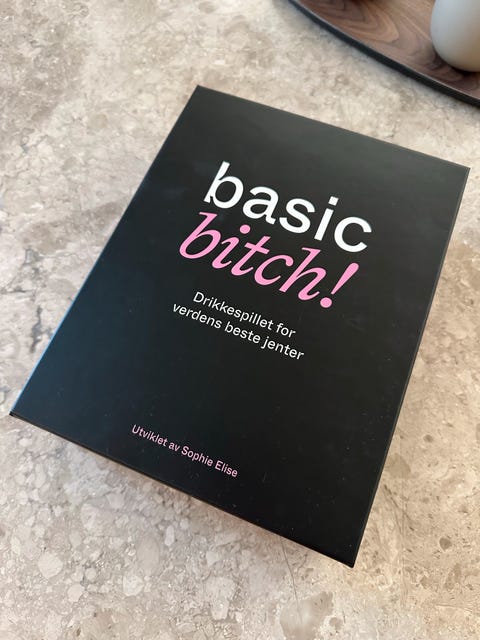 basic
bitch!
Drikkespillet for
verdens beste jenter
Utviklet av Sophie Elise